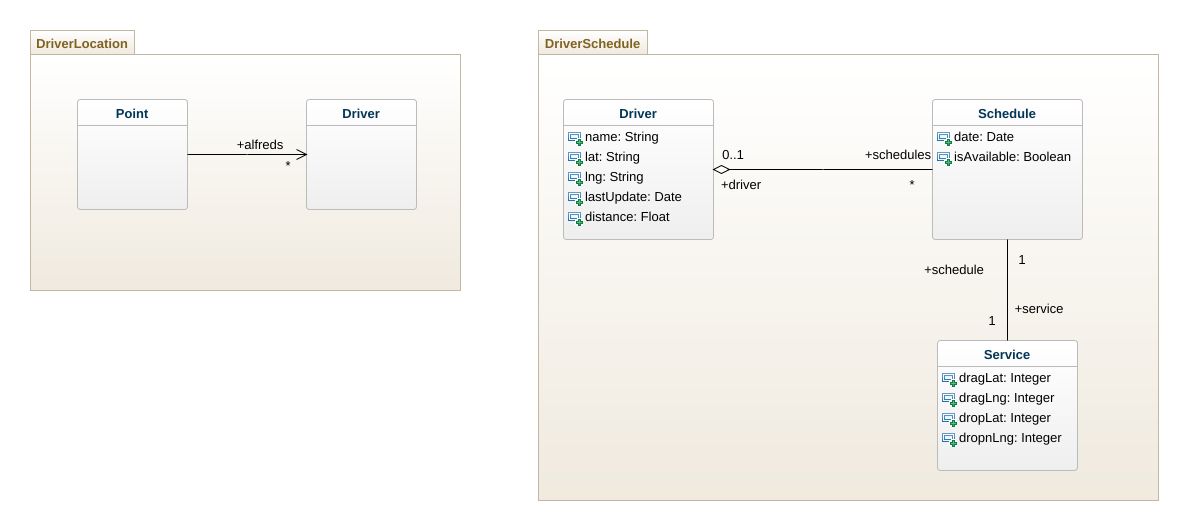 DriverLocation
Point
Driver
+alfreds
*
DriverSchedule
Driver
name: String
lat: String
lng: String
lastUpdate: Date
distance: Float
0..1
+driver
+schedules
*
Schedule
date: Date
isAvailable: Boolean
+schedule
1
+service
1
Service
dragLat: Integer
dragLng: Integer
dropLat: Integer
dropnLng: Integer